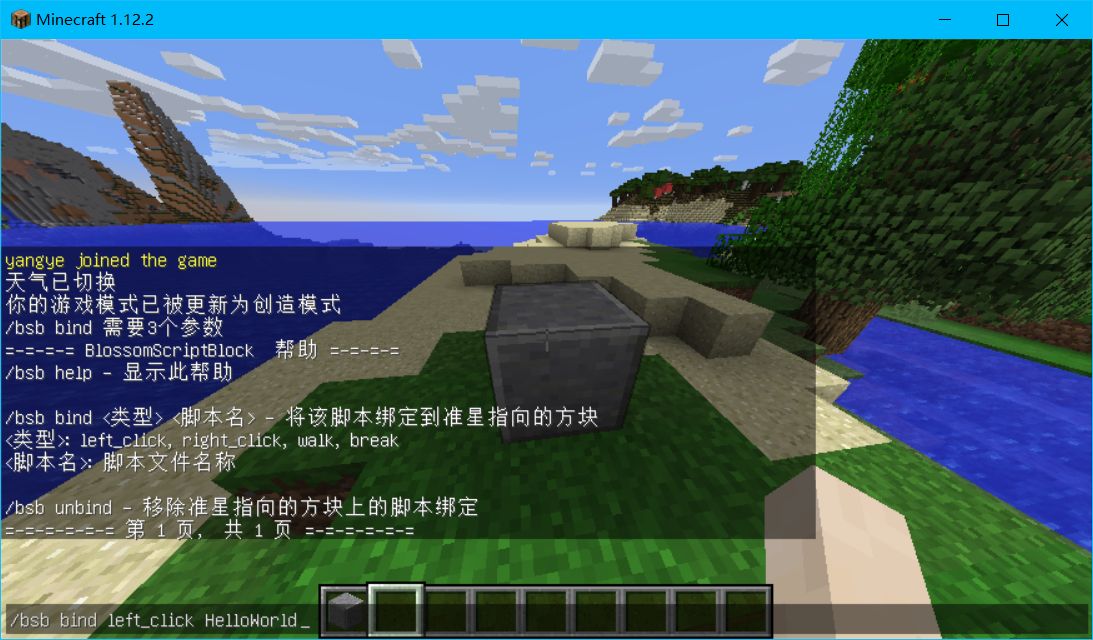 Minecraft 1.12.2
yangye joined the game
天气已切换
你的游戏模式已被更新为创造模式
/bsb bind 需要3个参数
=-=-=-= BlossomScriptBlock 帮助 =-=-=-=
/bsb help - 显示此帮助
/bsb bind <类型> <脚本名> - 将该脚本绑定到准星指向的方块
<类型>: left_click, right_click, walk, break
<脚本名>: 脚本文件名称
/bsb unbind - 移除准星指向的方块上的脚本绑定
=-=-=-=-=-= 第 1 页, 共 1 页 =-=-=-=-=-=
/bsb bind left_click HelloWorld_